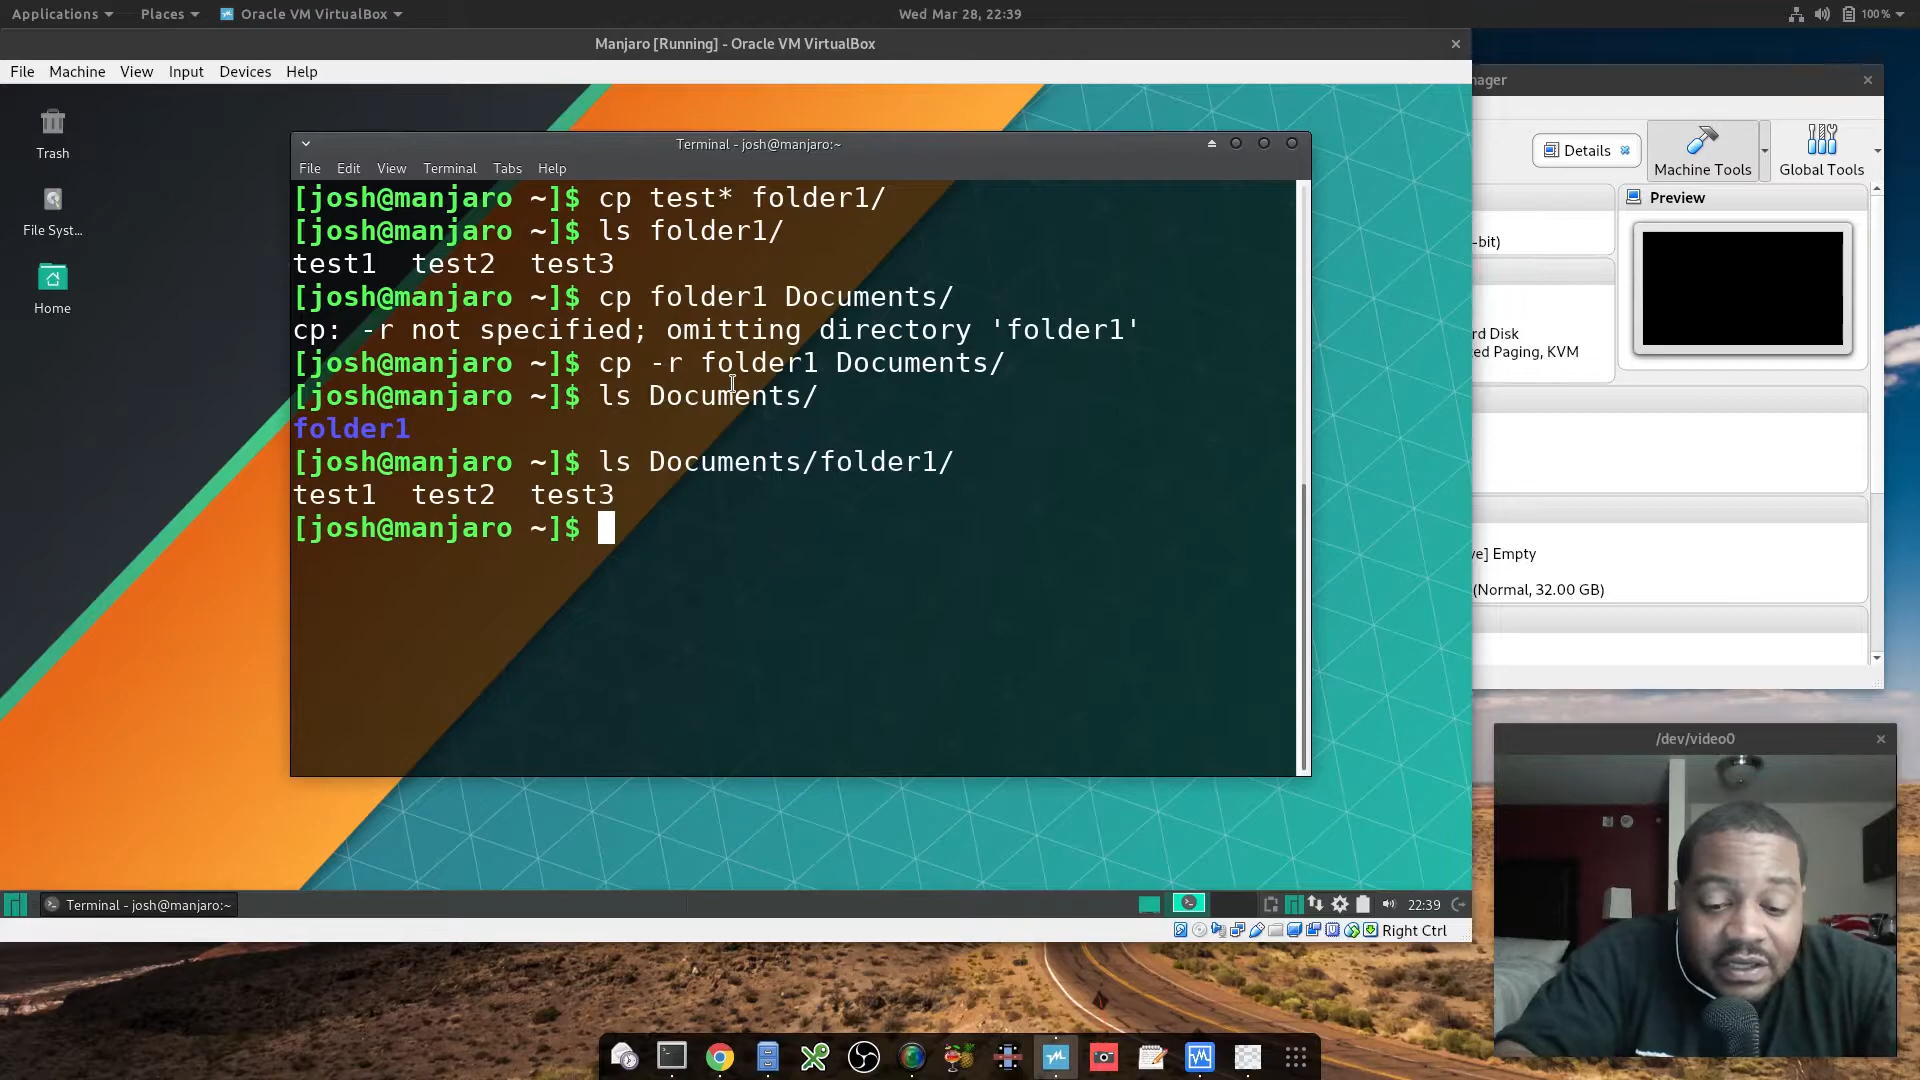 Applications
Places
Oracle VM VirtualBox
Wed Mar 28, 22:39
100%
Manjaro [Running] - Oracle VM VirtualBox
File Machine View Input Devices Help
nager
Trash
File Syst...
Home
Terminal - josh@manjaro:~
File Edit View Terminal Tabs Help
[josh@manjaro ~]$ cp test* folder1/
[josh@manjaro ~]$ ls folder1/
test1 test2 test3
[josh@manjaro ~]$ cp folder1 Documents/
cp: -r not specified; omitting directory 'folder1'
[josh@manjaro ~]$ cp -r folder1 Documents/
[josh@manjaro ~]$ ls Documents/
folder1
[josh@manjaro ~]$ ls Documents/folder1/
test1 test2 test3
[josh@manjaro ~]$
Details
Machine Tools
Global Tools
Preview
-bit)
rd Disk
ed Paging, KVM
e] Empty
(Normal, 32.00 GB)
/dev/video0
Terminal - josh@manjaro:~
22:39
Right Ctrl